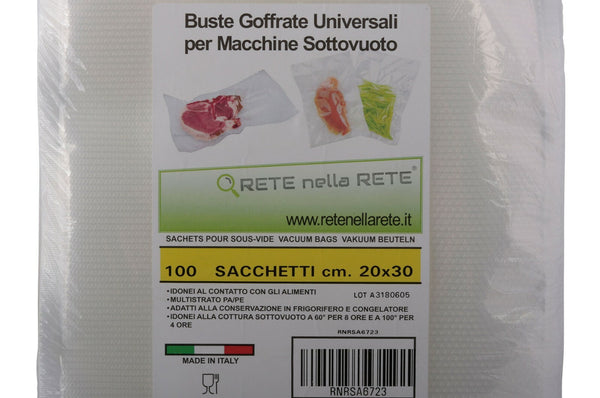 Buste Goffrate Universali
per Macchine Sottovuoto
RETE nella RETE®
www.retenellarete.it
SACHETS POUR SOUS-VIDE VACUUM BAGS VAKUUM BEUTELN
100 SACCHETTI cm. 20x30
•IDONEI AL CONTATTO CON GLI ALIMENTI
LOT A3180605
•MULTISTRATO PA/PE
•ADATTI ALLA CONSERVAZIONE IN FRIGORIFERO E CONGELATORE
•IDONEI ALLA COTTURA SOTTOVUOTO A 60° PER 8 ORE E A 100° PER
4 ORE
RNRSA6723
MADE IN ITALY
RNRSA6723